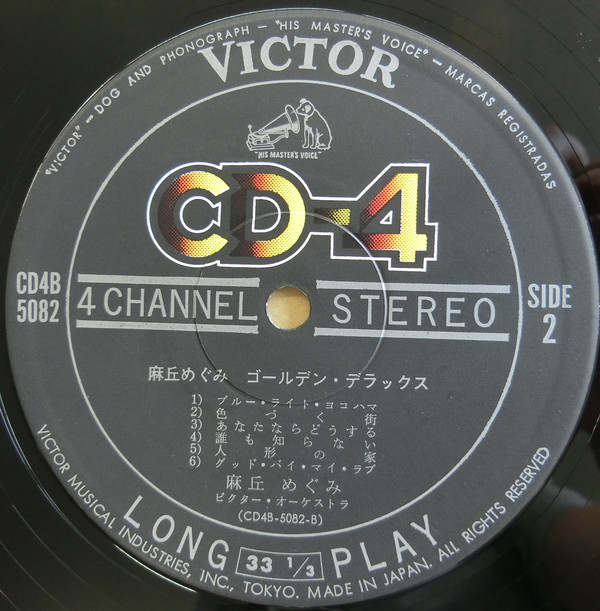 "VICTOR" – DOG AND PHONOGRAPH – "HIS MASTER'S VOICE" – MARCAS REGISTRADAS
VICTOR
"HIS MASTER'S VOICE"
CD-4
CD4B
5082
4 CHANNEL STEREO
SIDE
2
麻丘めぐみ ゴールデン・デラックス
1) ブルー・ライト・ヨコハマ
2) 色づく街
3) あなたならどうする
4) 誰も知らない
5) 人形の家
6) グッド・バイ・マイ・ラブ
麻丘 めぐみ
ビクター・オーケストラ
(CD4B-5082-B)
LONG 33 1/3 PLAY
VICTOR MUSICAL INDUSTRIES, INC., TOKYO. MADE IN JAPAN. ALL RIGHTS RESERVED